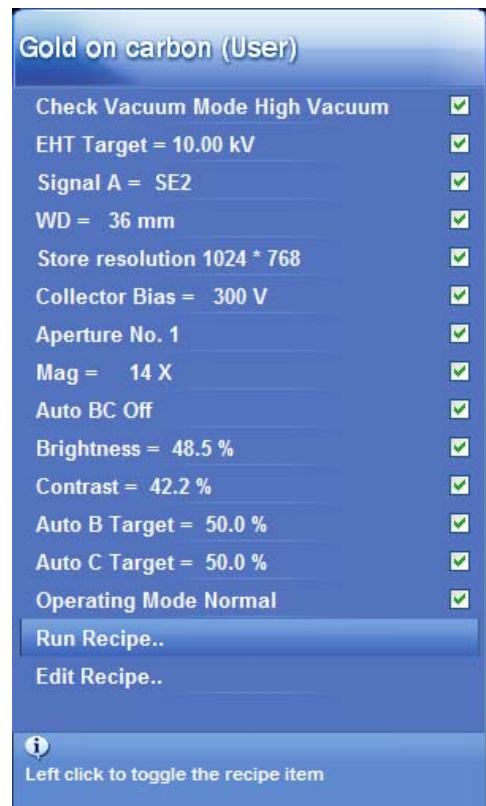 Gold on carbon (User)
Check Vacuum Mode High Vacuum
EHT Target = 10.00 kV
Signal A = SE2
WD = 36 mm
Store resolution 1024 * 768
Collector Bias = 300 V
Aperture No. 1
Mag = 14 X
Auto BC Off
Brightness = 48.5 %
Contrast = 42.2 %
Auto B Target = 50.0 %
Auto C Target = 50.0 %
Operating Mode Normal
Run Recipe..
Edit Recipe..
Left click to toggle the recipe item